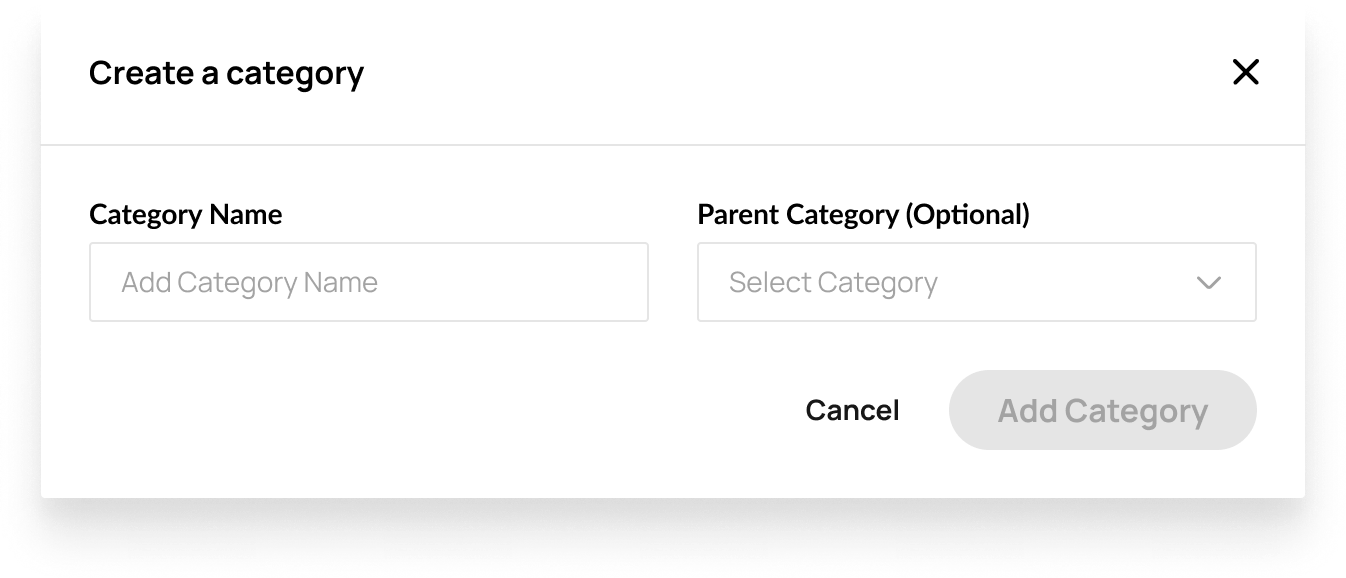 Create a category
Category Name
Parent Category (Optional)
Add Category Name
Select Category
Cancel
Add Category